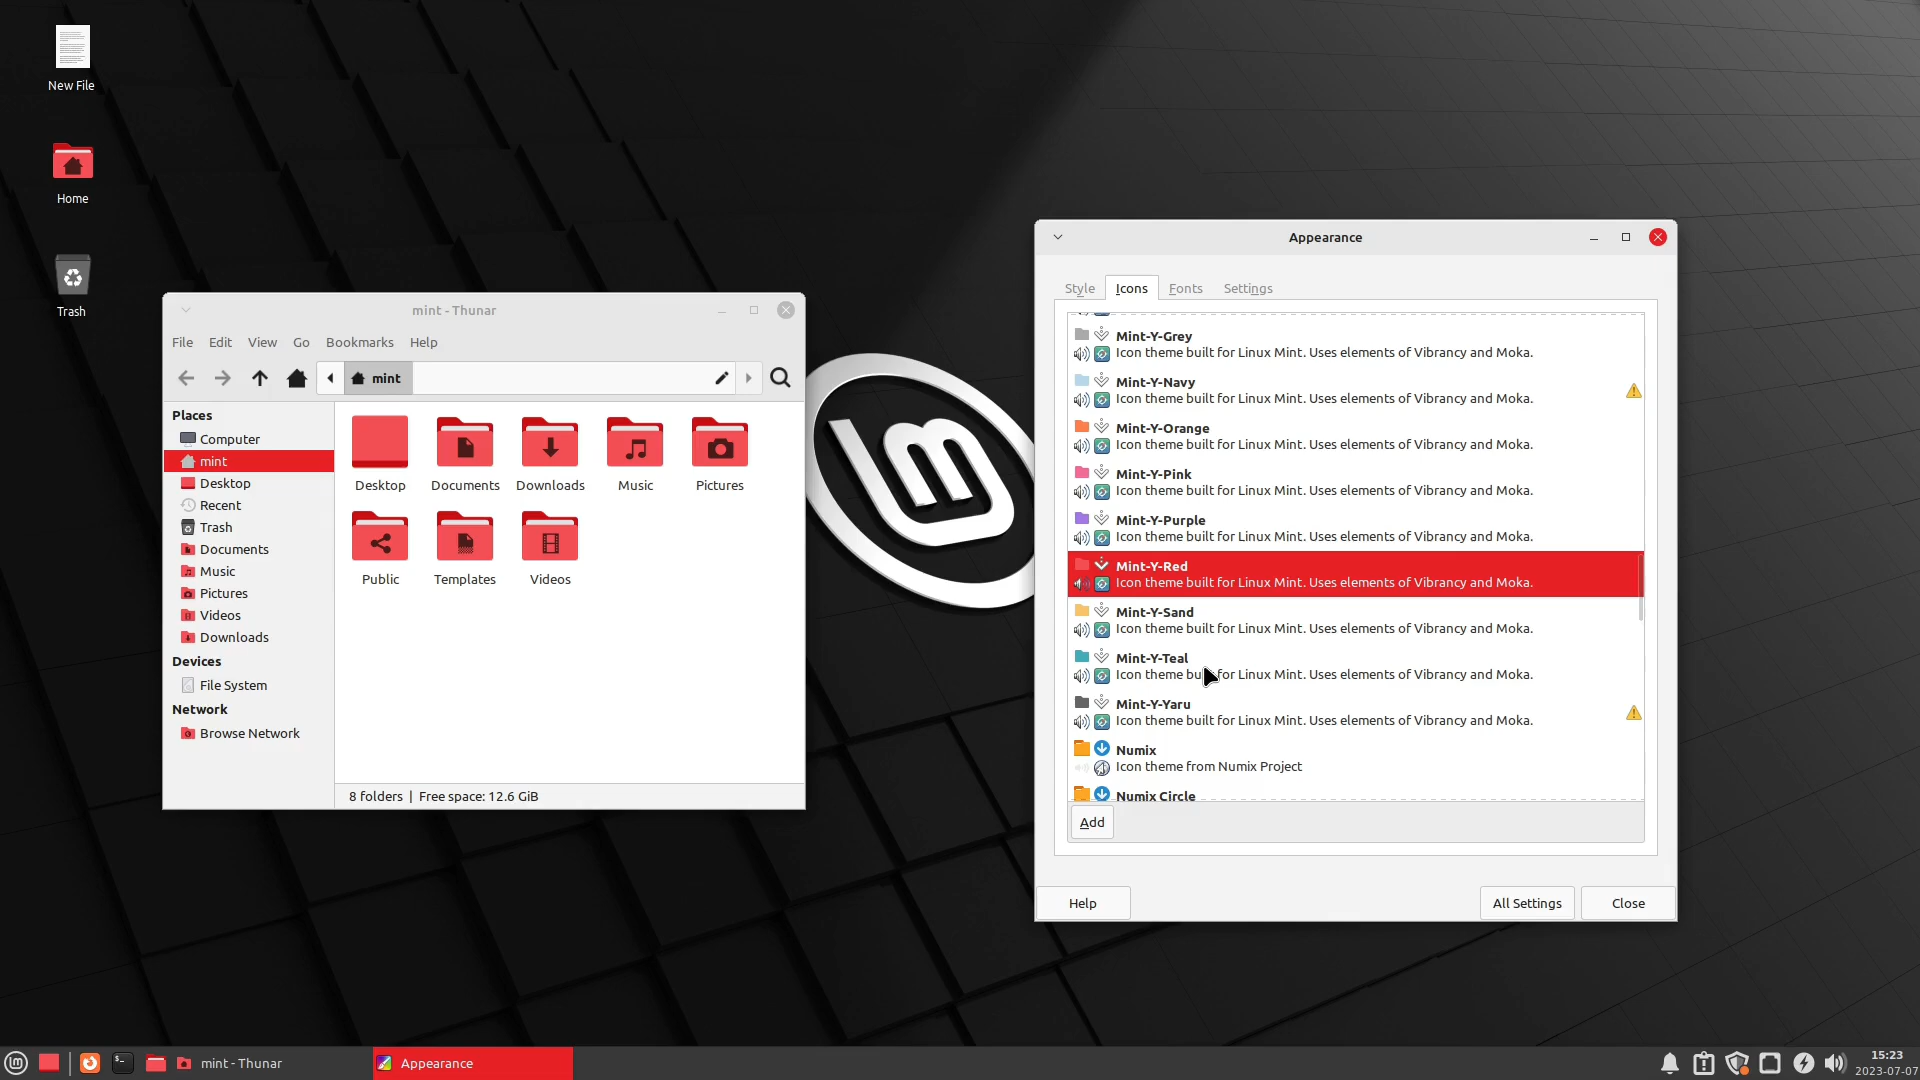 New File
Home
Trash
mint - Thunar
File Edit View Go Bookmarks Help
mint
Places
Computer
mint
Desktop
Recent
Trash
Documents
Music
Pictures
Videos
Downloads
Devices
File System
Network
Browse Network
Desktop Documents Downloads Music Pictures
Public Templates Videos
8 folders | Free space: 12.6 GiB
Appearance
Style Icons Fonts Settings
Mint-Y-Grey
Icon theme built for Linux Mint. Uses elements of Vibrancy and Moka.
Mint-Y-Navy
Icon theme built for Linux Mint. Uses elements of Vibrancy and Moka.
Mint-Y-Orange
Icon theme built for Linux Mint. Uses elements of Vibrancy and Moka.
Mint-Y-Pink
Icon theme built for Linux Mint. Uses elements of Vibrancy and Moka.
Mint-Y-Purple
Icon theme built for Linux Mint. Uses elements of Vibrancy and Moka.
Mint-Y-Red
Icon theme built for Linux Mint. Uses elements of Vibrancy and Moka.
Mint-Y-Sand
Icon theme built for Linux Mint. Uses elements of Vibrancy and Moka.
Mint-Y-Teal
Icon theme built for Linux Mint. Uses elements of Vibrancy and Moka.
Mint-Y-Yaru
Icon theme built for Linux Mint. Uses elements of Vibrancy and Moka.
Numix
Icon theme from Numix Project
Numix Circle
Add
Help All Settings Close
mint - Thunar Appearance
15:23
2023-07-07